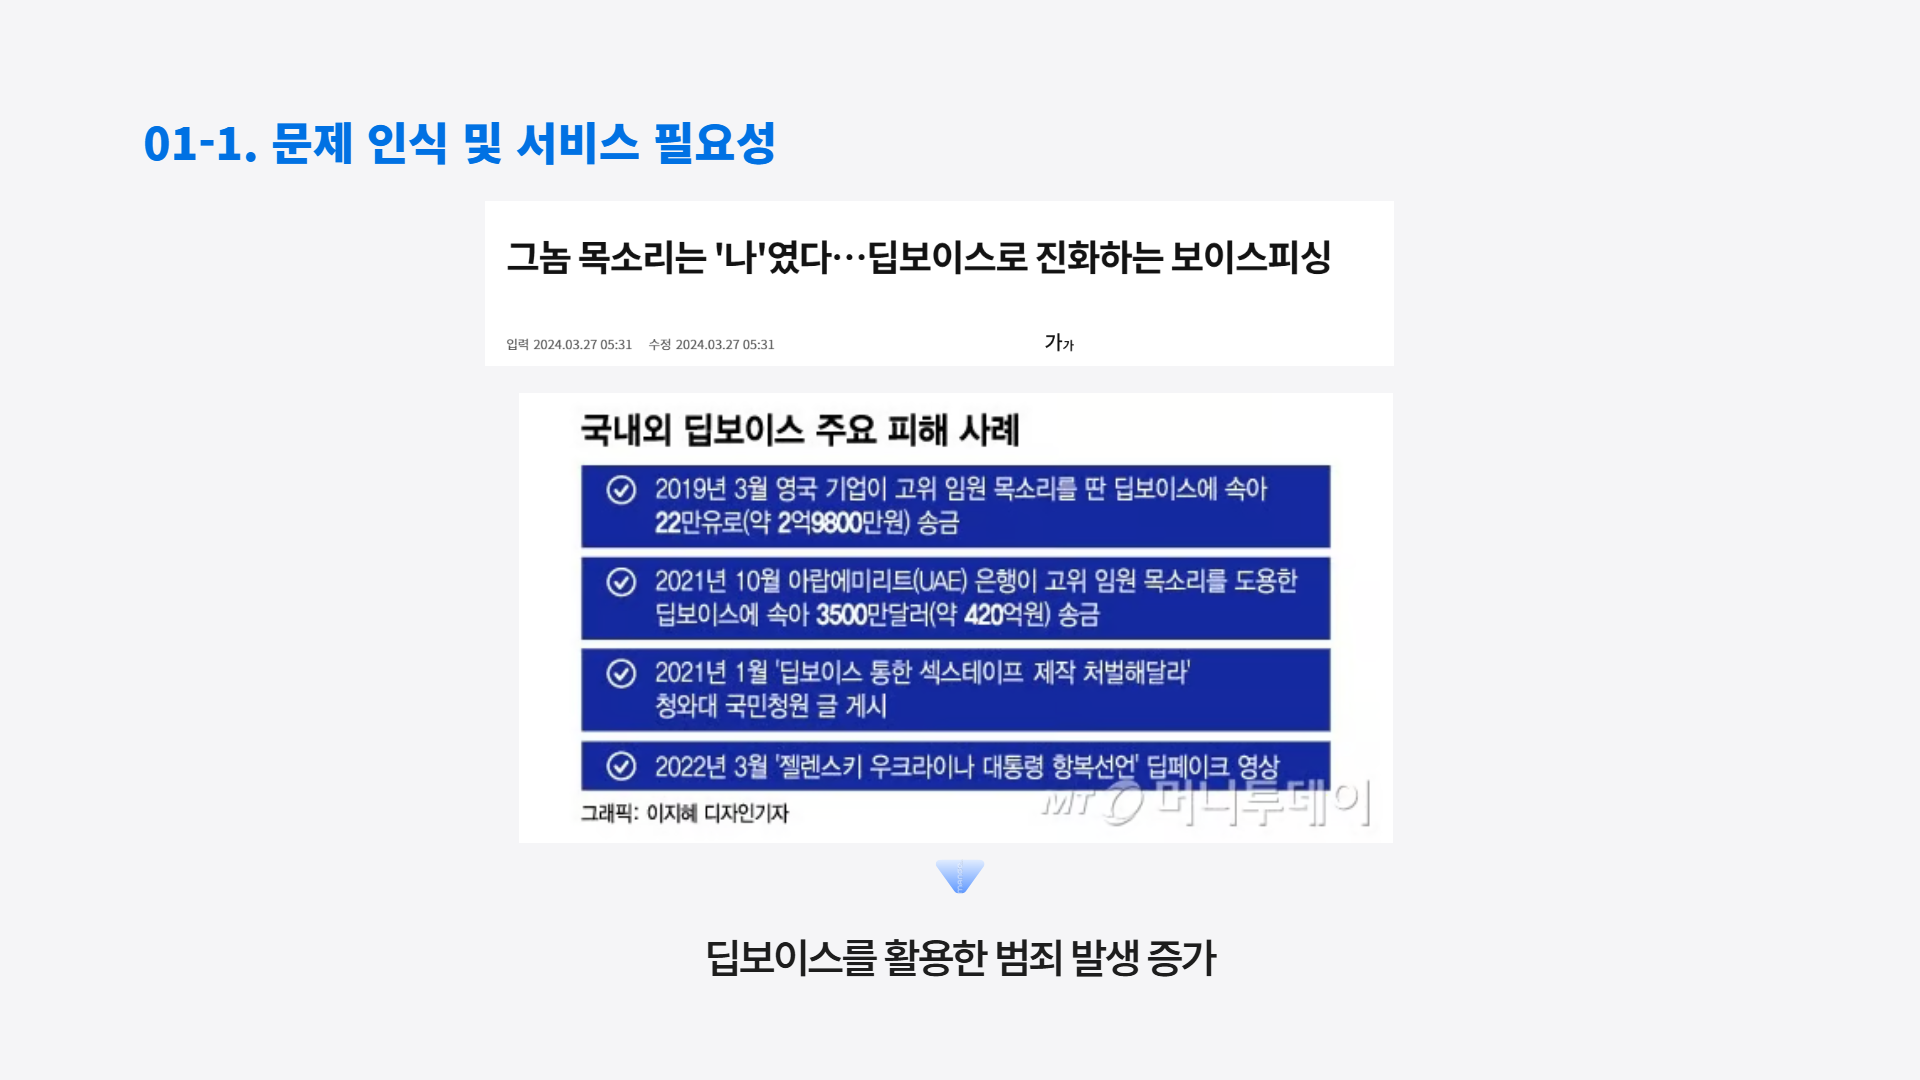 01-1. 문제 인식 및 서비스 필요성
그놈 목소리는 '나'였다…딥보이스로 진화하는 보이스피싱
입력 2024.03.27 05:31 수정 2024.03.27 05:31
가가
국내외 딥보이스 주요 피해 사례
2019년 3월 영국 기업이 고위 임원 목소리를 딴 딥보이스에 속아
22만유로(약 2억9800만원) 송금
2021년 10월 아랍에미리트(UAE) 은행이 고위 임원 목소리를 도용한
딥보이스에 속아 3500만달러(약 420억원) 송금
2021년 1월 '딥보이스 통한 섹스테이프 제작 처벌해달라'
청와대 국민청원 글 게시
2022년 3월 '젤렌스키 우크라이나 대통령 항복선언' 딥페이크 영상
그래픽: 이지혜 디자인기자
MT 머니투데이
딥보이스를 활용한 범죄 발생 증가